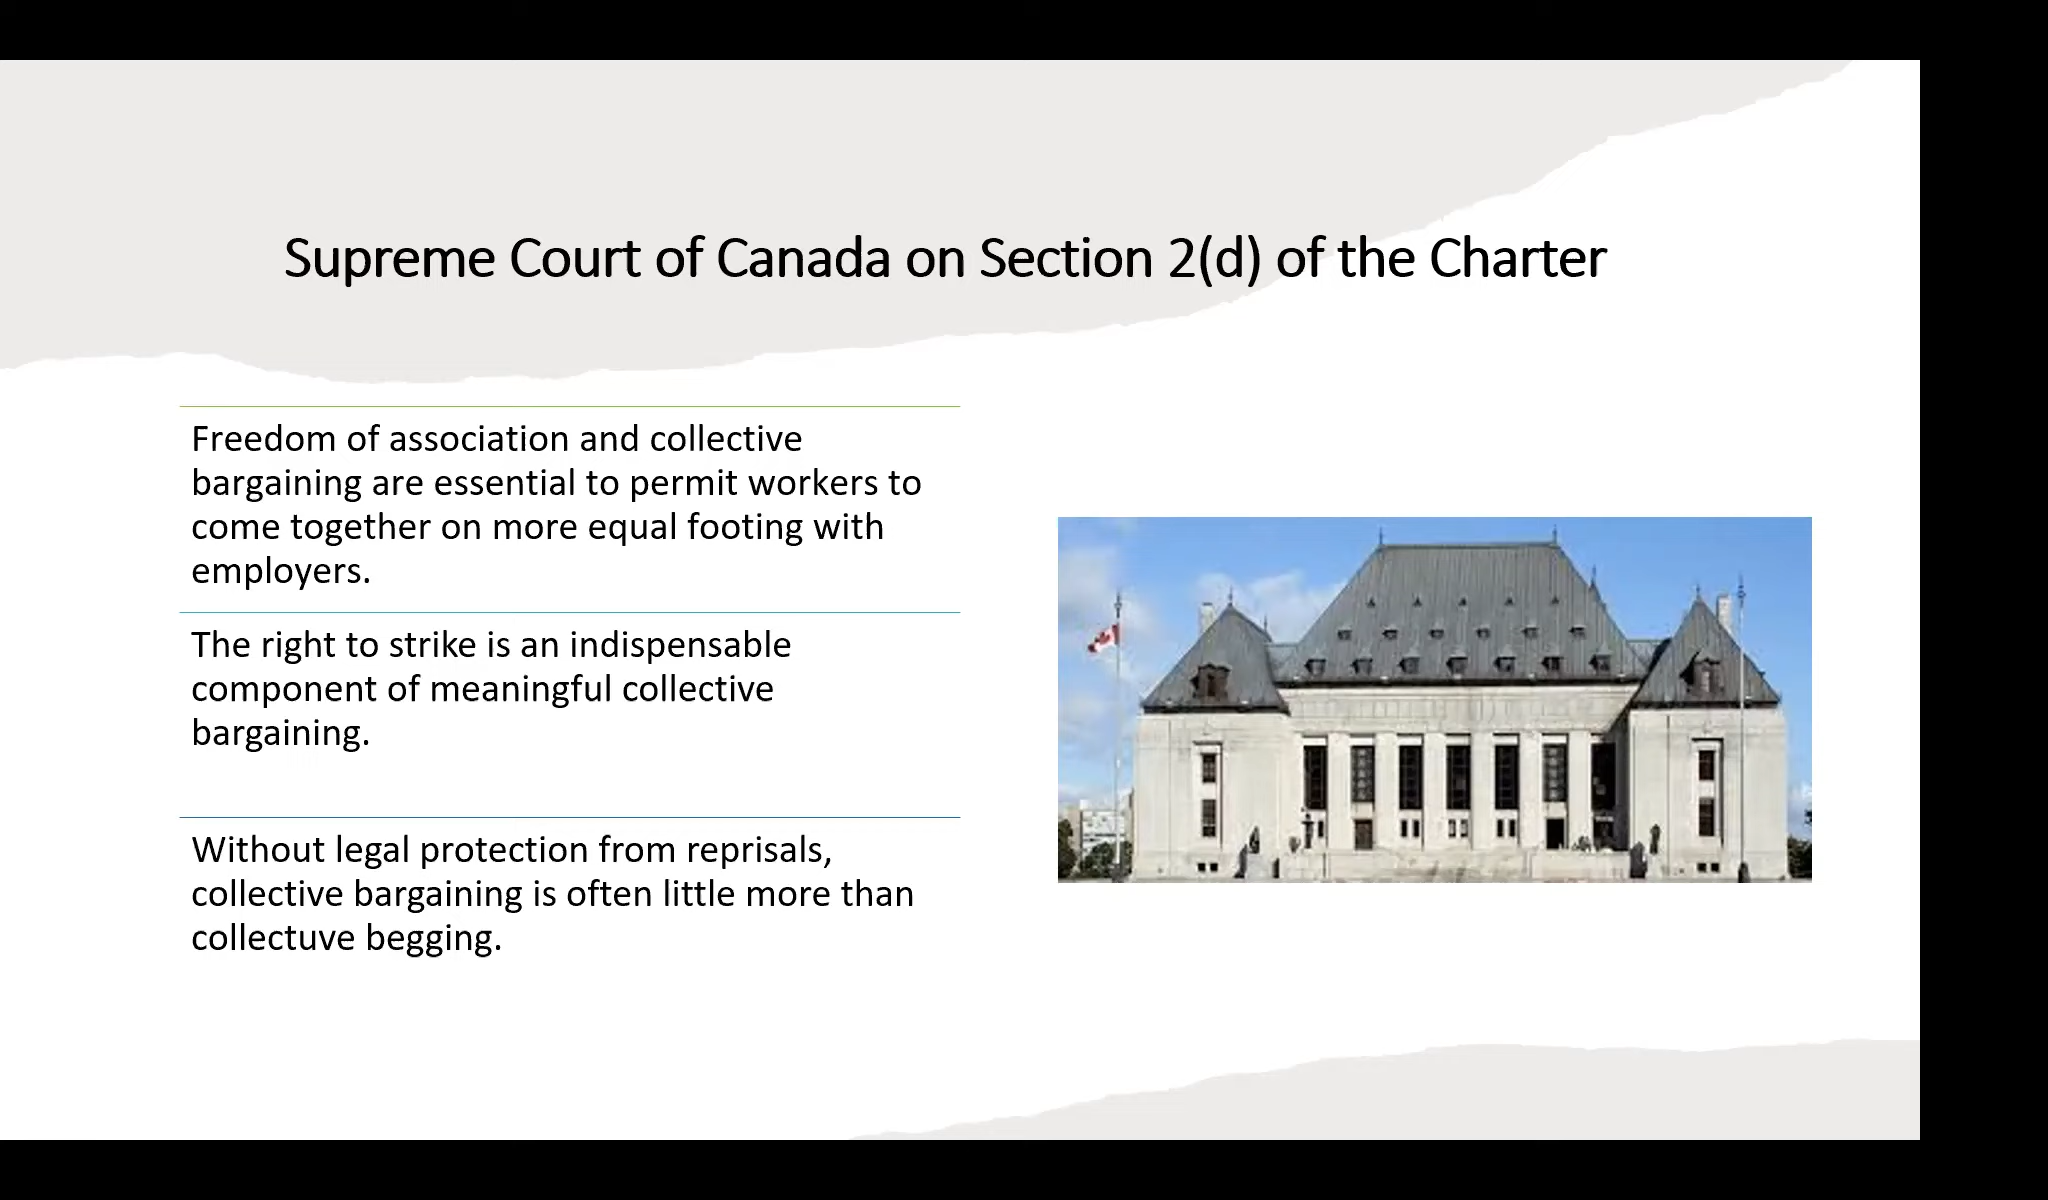 Supreme Court of Canada on Section 2(d) of the Charter
Freedom of association and collective
bargaining are essential to permit workers to
come together on more equal footing with
employers.
The right to strike is an indispensable
component of meaningful collective
bargaining.
Without legal protection from reprisals,
collective bargaining is often little more than
collectuve begging.